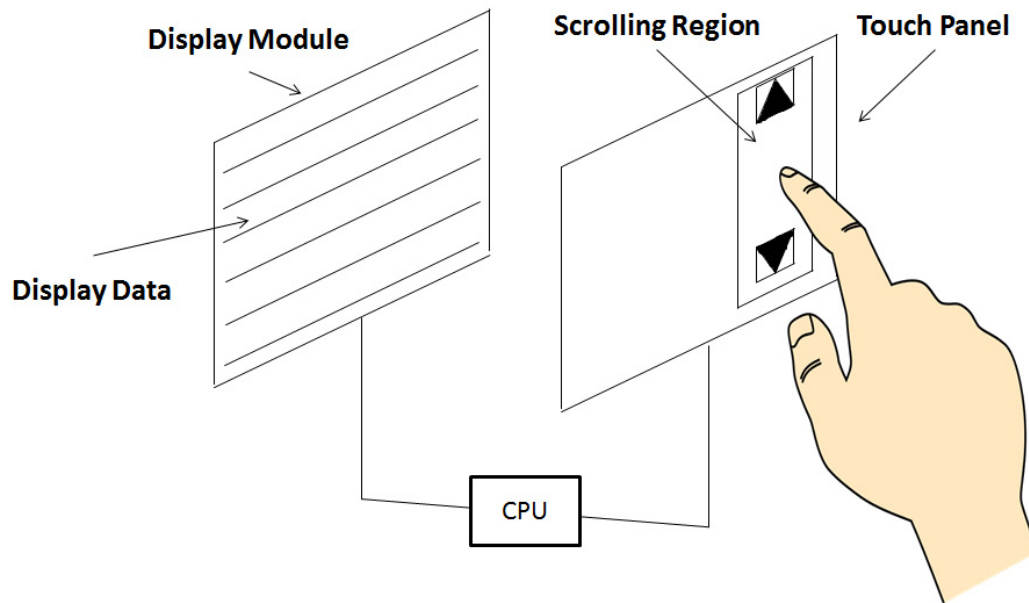 Display Module
Scrolling Region
Touch Panel
Display Data
CPU